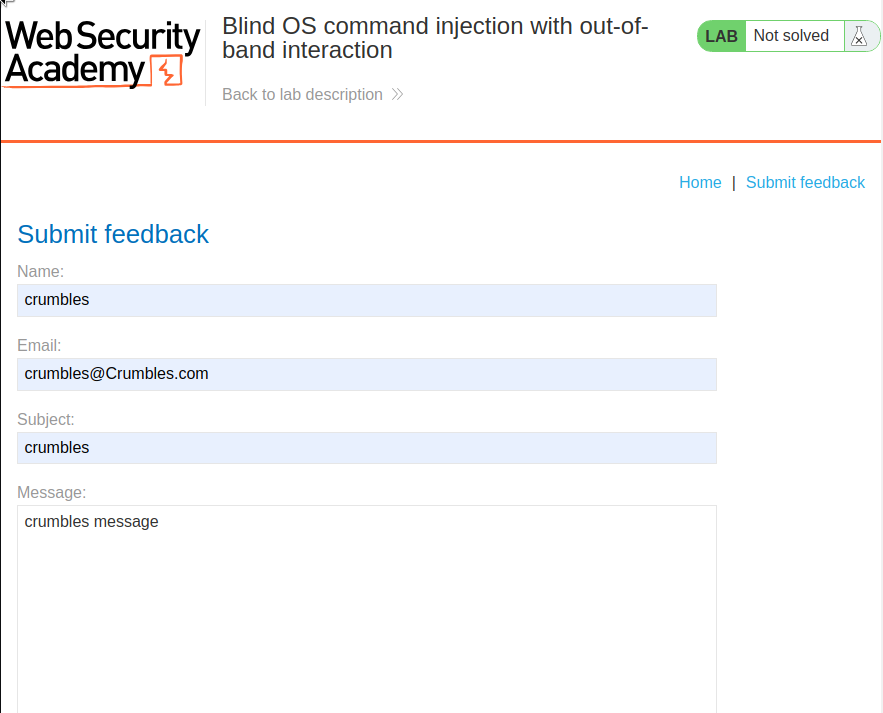 Web Security
Academy
Blind OS command injection with out-of-
band interaction
Back to lab description
LAB
Not solved
Home | Submit feedback
Submit feedback
Name:
crumbles
Email:
crumbles@Crumbles.com
Subject:
crumbles
Message:
crumbles message